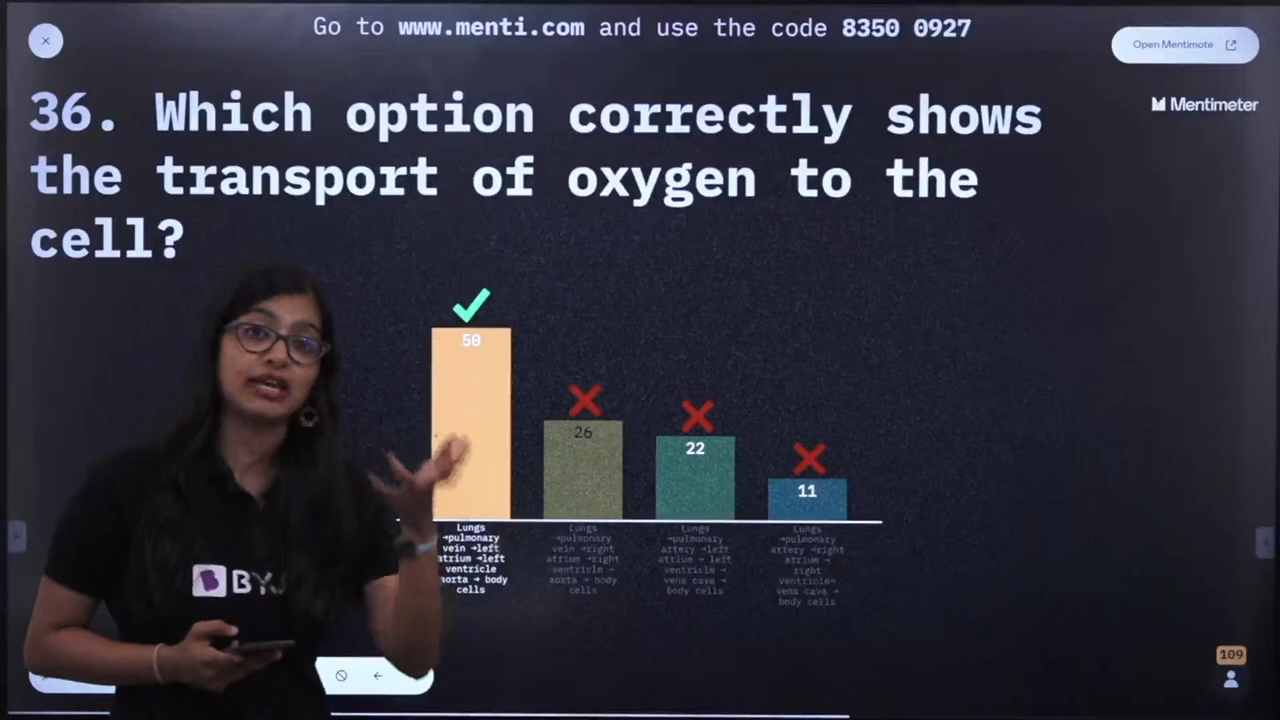 Go to www.menti.com and use the code 8350 0927
×
Open Mentimote
Mentimeter
36. Which option correctly shows
the transport of oxygen to the
cell?
50
26
22
11
Lungs
→pulmonary
vein →left
atrium →left
ventricle
aorta → body
cells
Lungs
→pulmonary
vein →right
atrium →right
ventricle →
aorta → body
cells
Lungs
→pulmonary
artery →left
atrium → left
ventricle →
vena cava →
body cells
Lungs
→pulmonary
artery →right
atrium →
right
ventricle→
vena cava →
body cells
BYJ
109